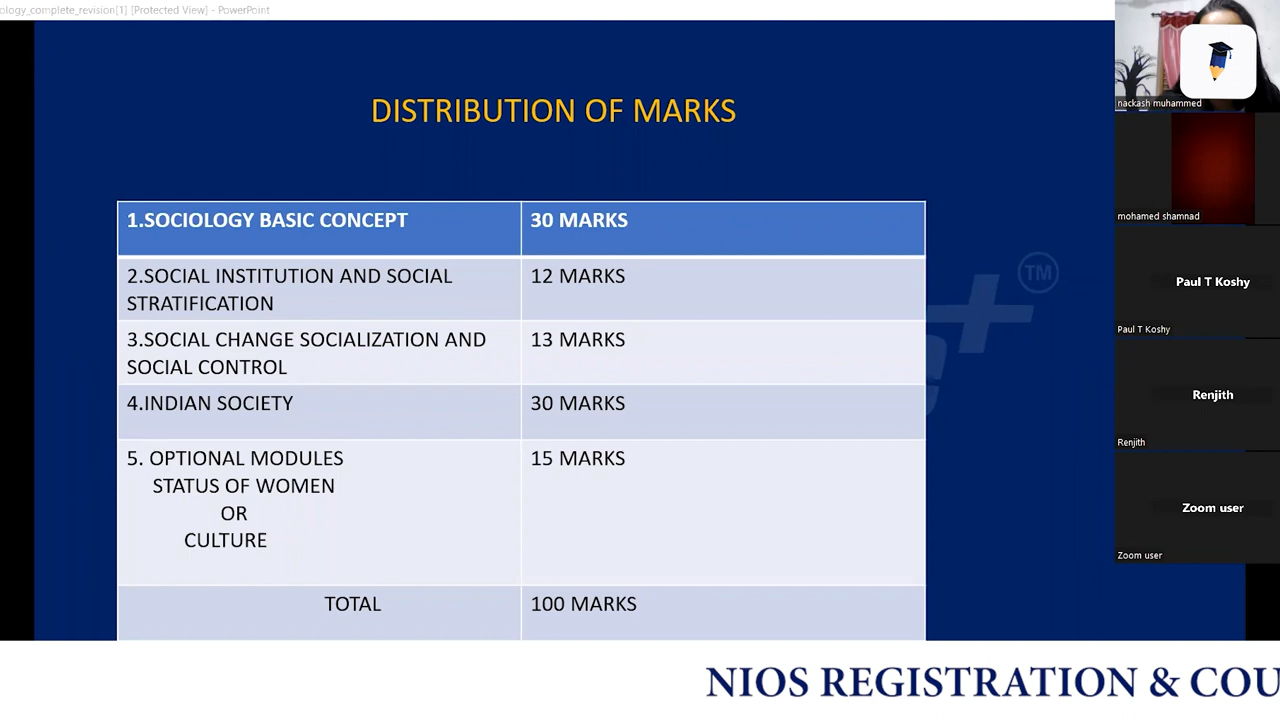 ology_complete_revision[1] [Protected View] - PowerPoint
DISTRIBUTION OF MARKS
1.SOCIOLOGY BASIC CONCEPT 30 MARKS
2.SOCIAL INSTITUTION AND SOCIAL 12 MARKS
STRATIFICATION
3.SOCIAL CHANGE SOCIALIZATION AND 13 MARKS
SOCIAL CONTROL
4.INDIAN SOCIETY 30 MARKS
5. OPTIONAL MODULES 15 MARKS
STATUS OF WOMEN
OR
CULTURE
TOTAL 100 MARKS
TM
nackash muhammed
mohamed shamnad
Paul T Koshy
Paul T Koshy
Renjith
Renjith
Zoom user
Zoom user
NIOS REGISTRATION & COU